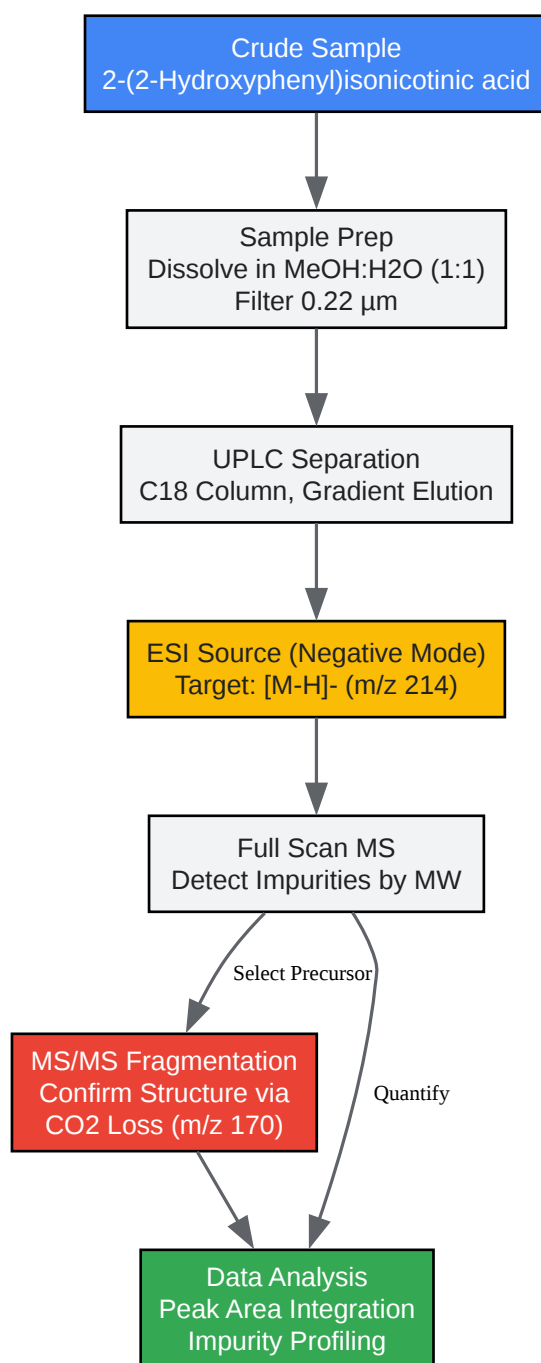 Crude Sample
2-(2-Hydroxyphenyl)isonicotinic acid
Sample Prep
Dissolve in MeOH:H2O (1:1)
Filter 0.22 µm
UPLC Separation
C18 Column, Gradient Elution
ESI Source (Negative Mode)
Target: [M-H]- (m/z 214)
Full Scan MS
Detect Impurities by MW
Select Precursor
MS/MS Fragmentation
Confirm Structure via
CO2 Loss (m/z 170)
Quantify
Data Analysis
Peak Area Integration
Impurity Profiling